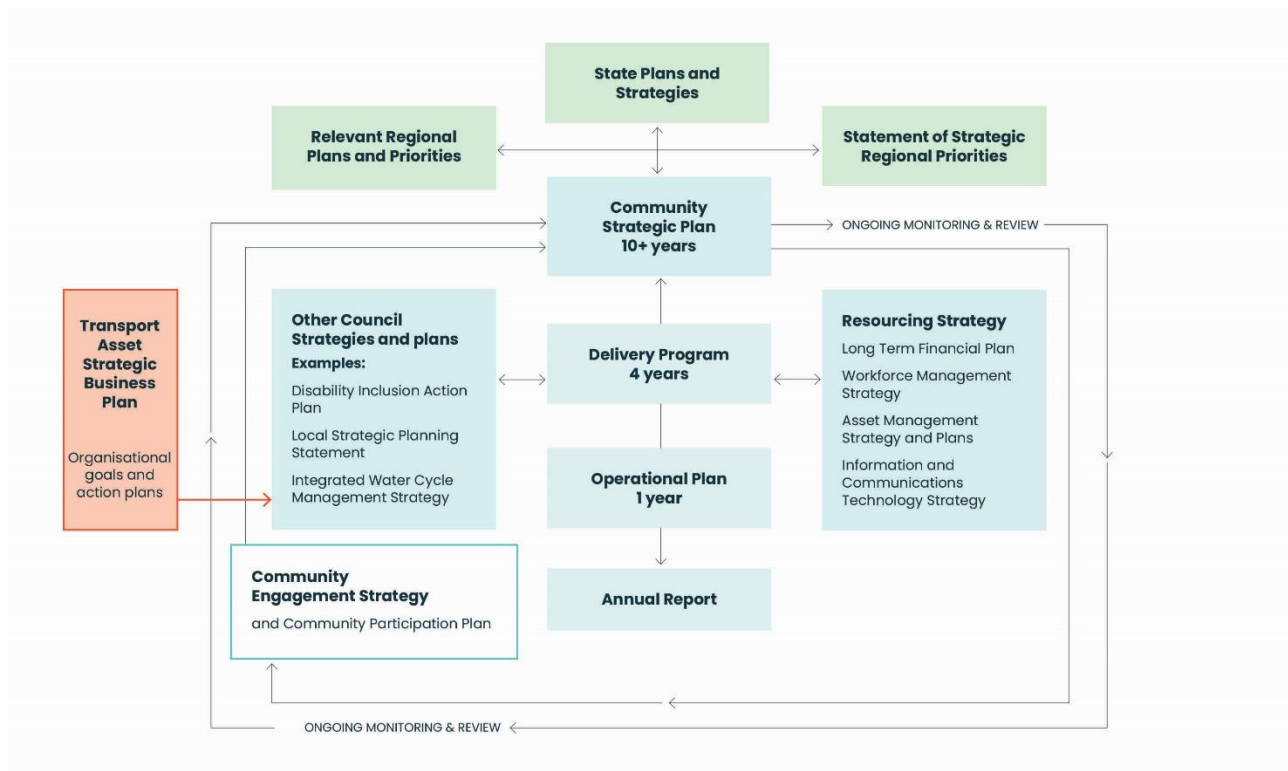 State Plans and
Strategies
Relevant Regional
Plans and Priorities
Statement of Strategic
Regional Priorities
Community
Strategic Plan
10+ years
ONGOING MONITORING & REVIEW
Transport
Asset
Strategic
Business
Plan
Organisational
goals and
action plans
Other Council
Strategies and plans
Examples:
Disability Inclusion Action
Plan
Local Strategic Planning
Statement
Integrated Water Cycle
Management Strategy
Delivery Program
4 years
Operational Plan
1 year
Annual Report
Resourcing Strategy
Long Term Financial Plan
Workforce Management
Strategy
Asset Management
Strategy and Plans
Information and
Communications
Technology Strategy
Community
Engagement Strategy
and Community Participation Plan
ONGOING MONITORING & REVIEW